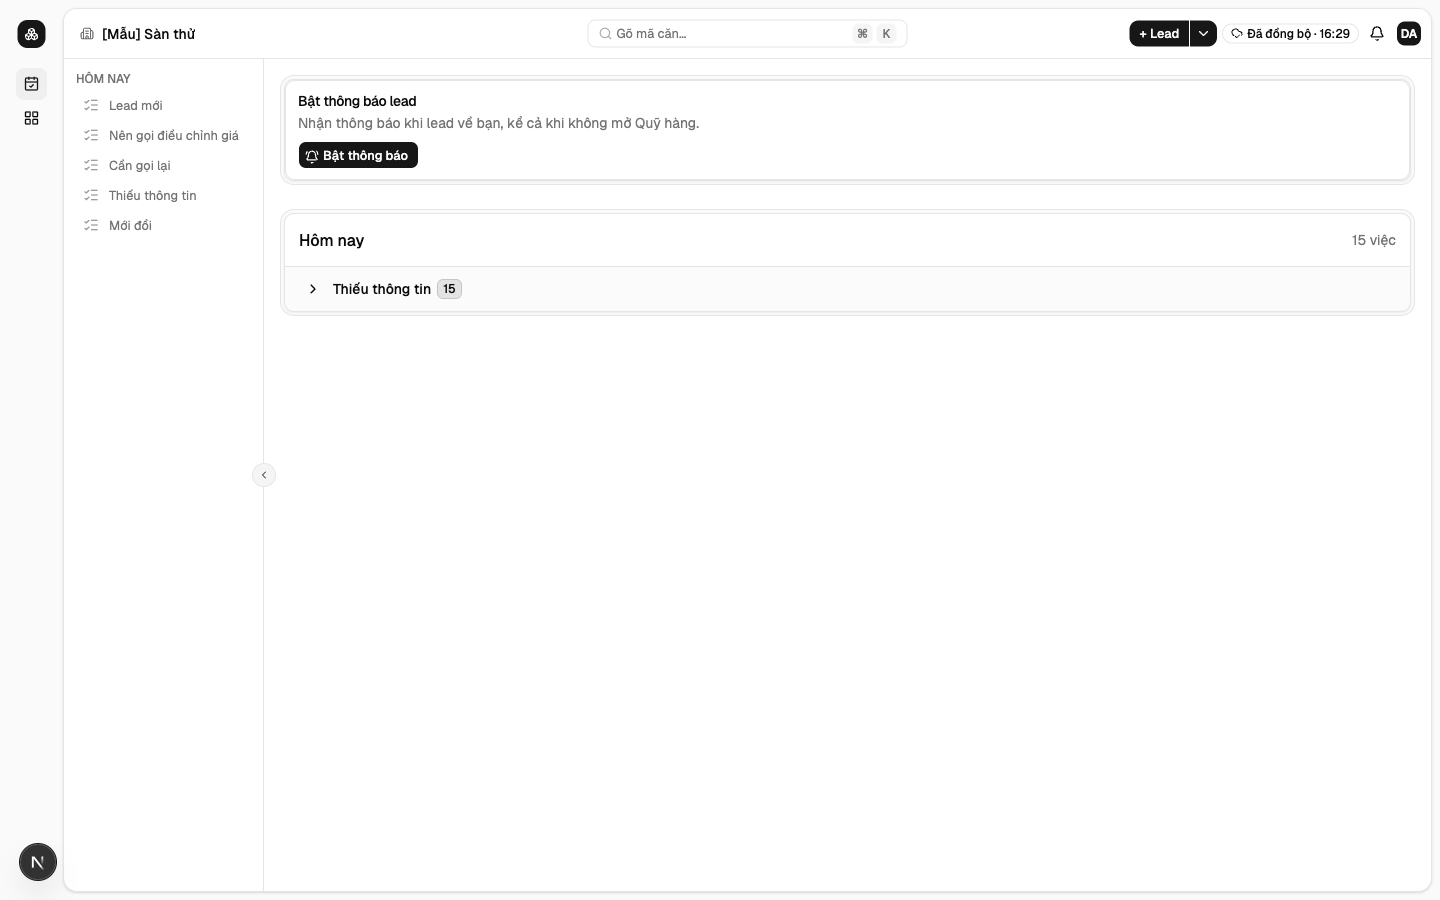 [Mẫu] Sàn thử
Gõ mã căn...
⌘ K
+ Lead
Đã đồng bộ · 16:29
DA
HÔM NAY
Lead mới
Nên gọi điều chỉnh giá
Cần gọi lại
Thiếu thông tin
Mới đổi
Bật thông báo lead
Nhận thông báo khi lead về bạn, kể cả khi không mở Quỹ hàng.
Bật thông báo
Hôm nay
15 việc
Thiếu thông tin 15
N